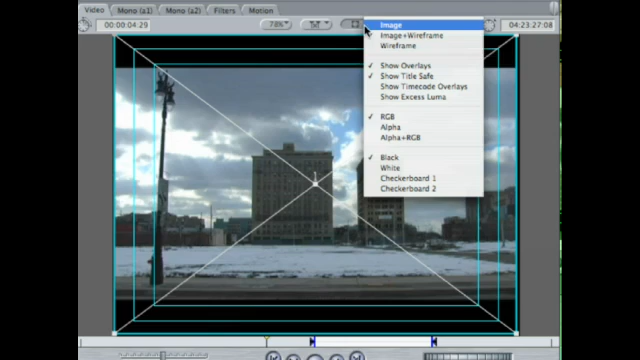 Video Mono (a1) Mono (a2) Filters Motion
00:00:04:29 78% 04:23:27:08
Image
Image+Wireframe
Wireframe
✓ Show Overlays
✓ Show Title Safe
Show Timecode Overlays
Show Excess Luma
✓ RGB
Alpha
Alpha+RGB
✓ Black
White
Checkerboard 1
Checkerboard 2
1